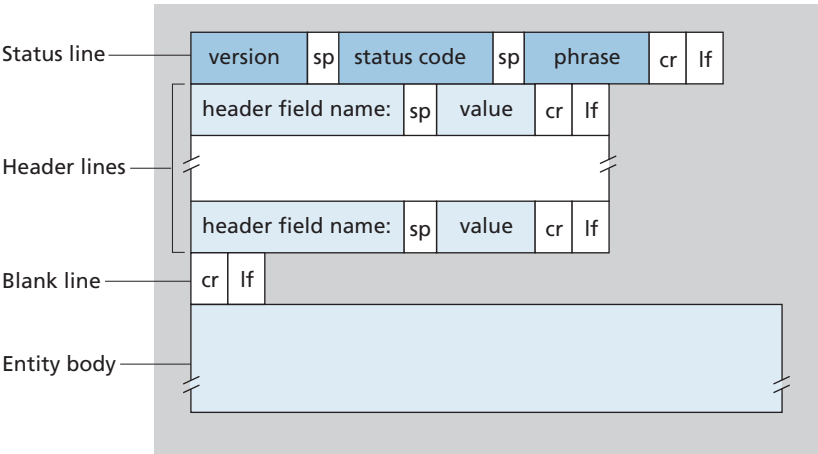 Status line version sp status code sp phrase cr lf
header field name: sp value cr lf
Header lines
header field name: sp value cr lf
Blank line cr lf
Entity body